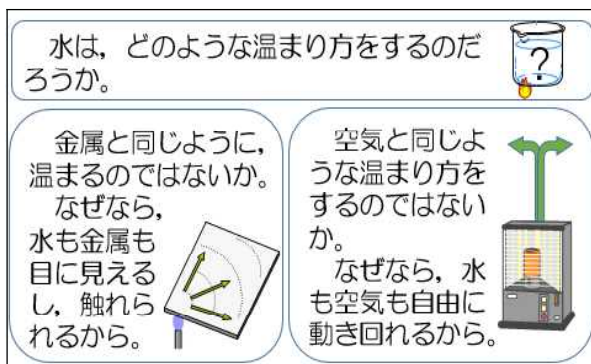 水は，どのような温まり方をするのだ
ろうか。
?
金属と同じように，
温まるのではないか。
なぜなら，
水も金属も
目に見える
し，触れら
れるから。
空気と同じよ
うな温まり方を
するのではない
か。
なぜなら，水
も空気も自由に
動き回れるから。